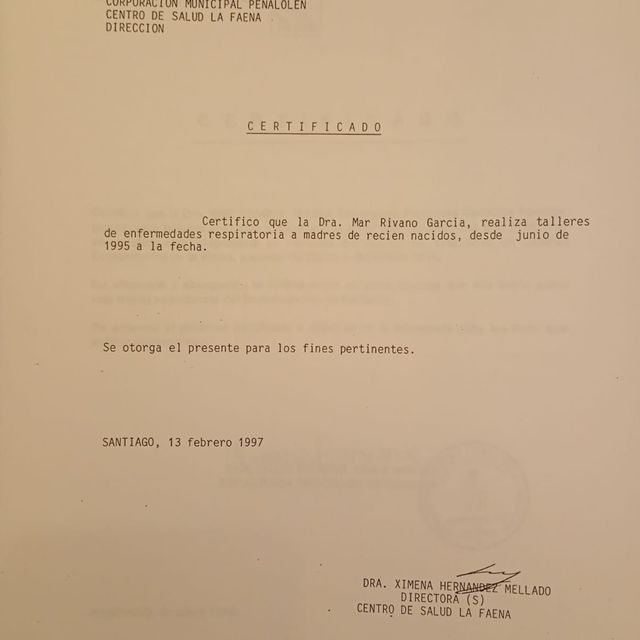 CORPORACION MUNICIPAL PEÑALOLEN
CENTRO DE SALUD LA FAENA
DIRECCION
C E R T I F I C A D O
Certifico que la Dra. Mar Rivano Garcia, realiza talleres
de enfermedades respiratoria a madres de recien nacidos, desde junio de
1995 a la fecha.
Se otorga el presente para los fines pertinentes.
SANTIAGO, 13 febrero 1997
DRA. XIMENA HERNANDEZ MELLADO
DIRECTORA (S)
CENTRO DE SALUD LA FAENA